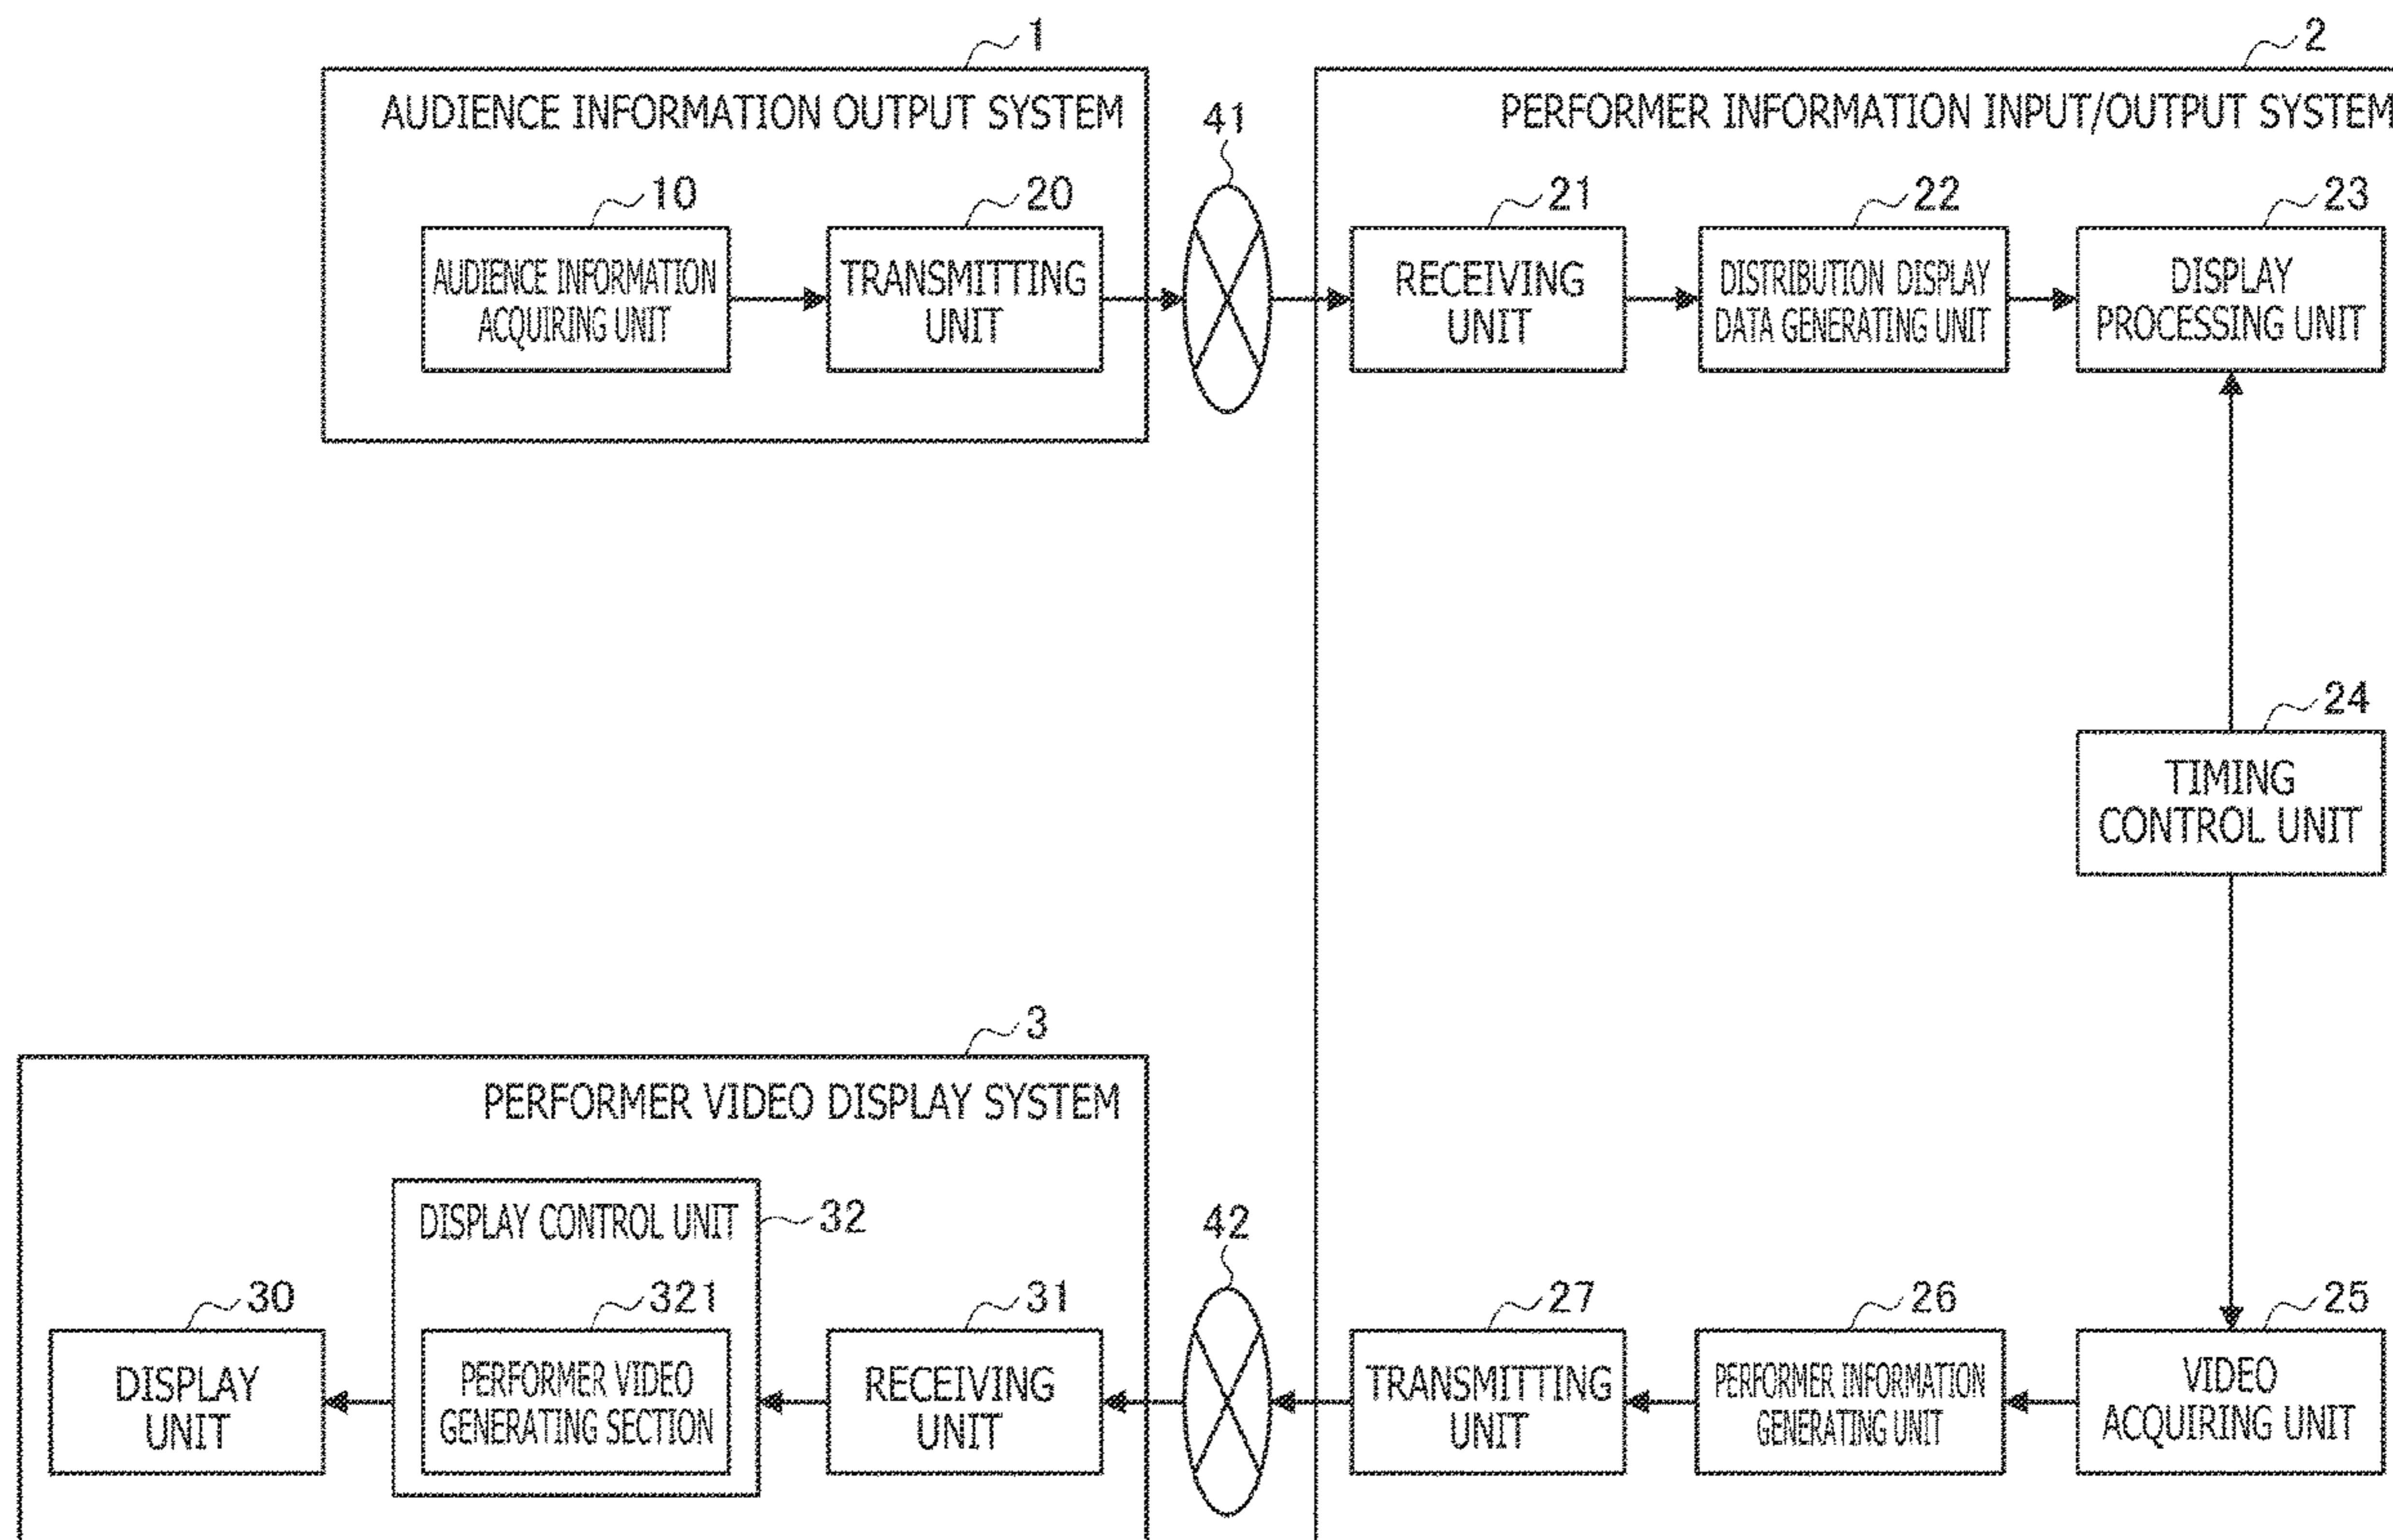 1
AUDIENCE INFORMATION OUTPUT SYSTEM
10
AUDIENCE INFORMATION
ACQUIRING UNIT
20
TRANSMITTING
UNIT
41
2
PERFORMER INFORMATION INPUT/OUTPUT SYSTEM
21
RECEIVING
UNIT
22
DISTRIBUTION DISPLAY
DATA GENERATING UNIT
23
DISPLAY
PROCESSING UNIT
24
TIMING
CONTROL UNIT
3
PERFORMER VIDEO DISPLAY SYSTEM
DISPLAY CONTROL UNIT
32
30
DISPLAY
UNIT
321
PERFORMER VIDEO
GENERATING SECTION
31
RECEIVING
UNIT
42
27
TRANSMITTING
UNIT
26
PERFORMER INFORMATION
GENERATING UNIT
25
VIDEO
ACQUIRING UNIT